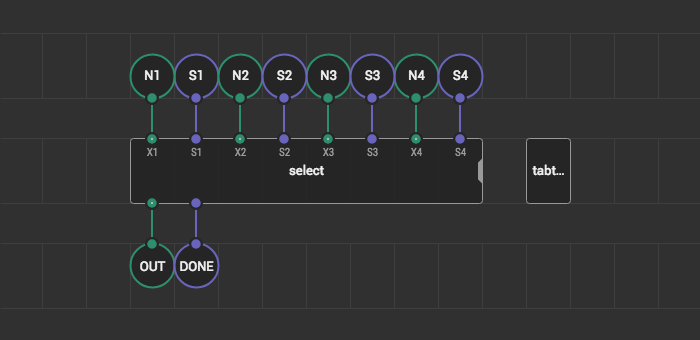 N1 S1 N2 S2 N3 S3 N4 S4
X1 S1 X2 S2 X3 S3 X4 S4
select tabt...
OUT DONE